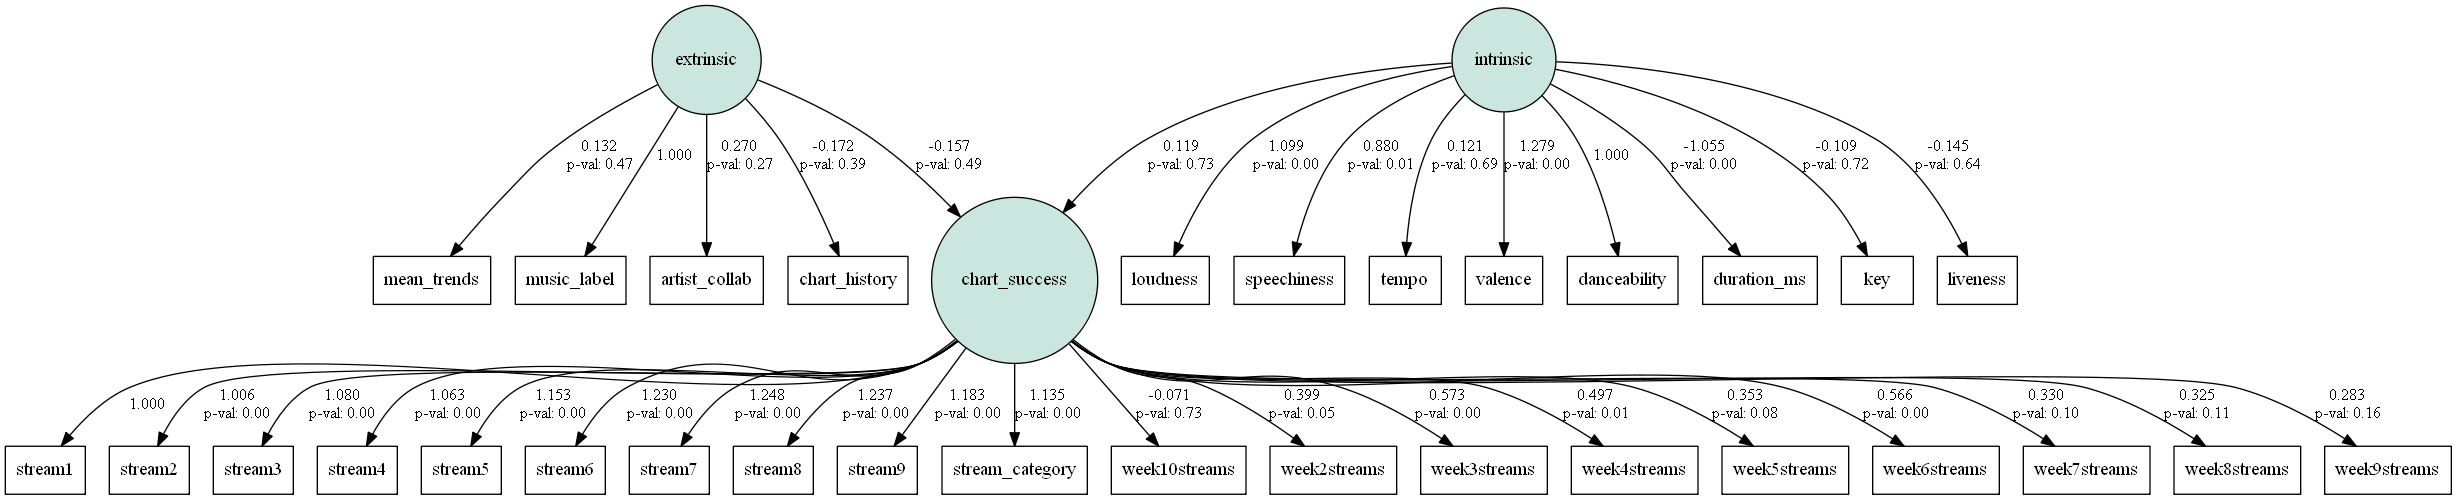 extrinsic
intrinsic
0.132
p-val: 0.47
1.000
0.270
p-val: 0.27
-0.172
p-val: 0.39
-0.157
p-val: 0.49
0.119
p-val: 0.73
1.099
p-val: 0.00
0.880
p-val: 0.01
0.121
p-val: 0.69
1.279
p-val: 0.00
1.000
-1.055
p-val: 0.00
-0.109
p-val: 0.72
-0.145
p-val: 0.64
mean_trends
music_label
artist_collab
chart_history
chart_success
loudness
speechiness
tempo
valence
danceability
duration_ms
key
liveness
1.000
1.006
p-val: 0.00
1.080
p-val: 0.00
1.063
p-val: 0.00
1.153
p-val: 0.00
1.230
p-val: 0.00
1.248
p-val: 0.00
1.237
p-val: 0.00
1.183
p-val: 0.00
1.135
p-val: 0.00
-0.071
p-val: 0.73
0.399
p-val: 0.05
0.573
p-val: 0.00
0.497
p-val: 0.01
0.353
p-val: 0.08
0.566
p-val: 0.00
0.330
p-val: 0.10
0.325
p-val: 0.11
0.283
p-val: 0.16
stream1
stream2
stream3
stream4
stream5
stream6
stream7
stream8
stream9
stream_category
week10streams
week2streams
week3streams
week4streams
week5streams
week6streams
week7streams
week8streams
week9streams